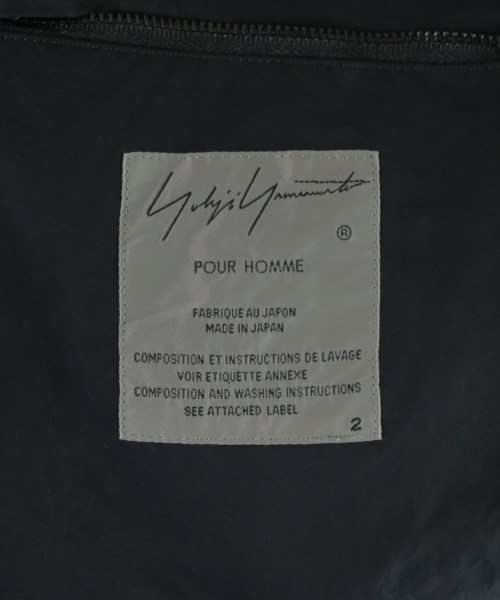 Yohji Yamamoto
®
POUR HOMME
FABRIQUE AU JAPON
MADE IN JAPAN
COMPOSITION ET INSTRUCTIONS DE LAVAGE
VOIR ETIQUETTE ANNEXE
COMPOSITION AND WASHING INSTRUCTIONS
SEE ATTACHED LABEL
2